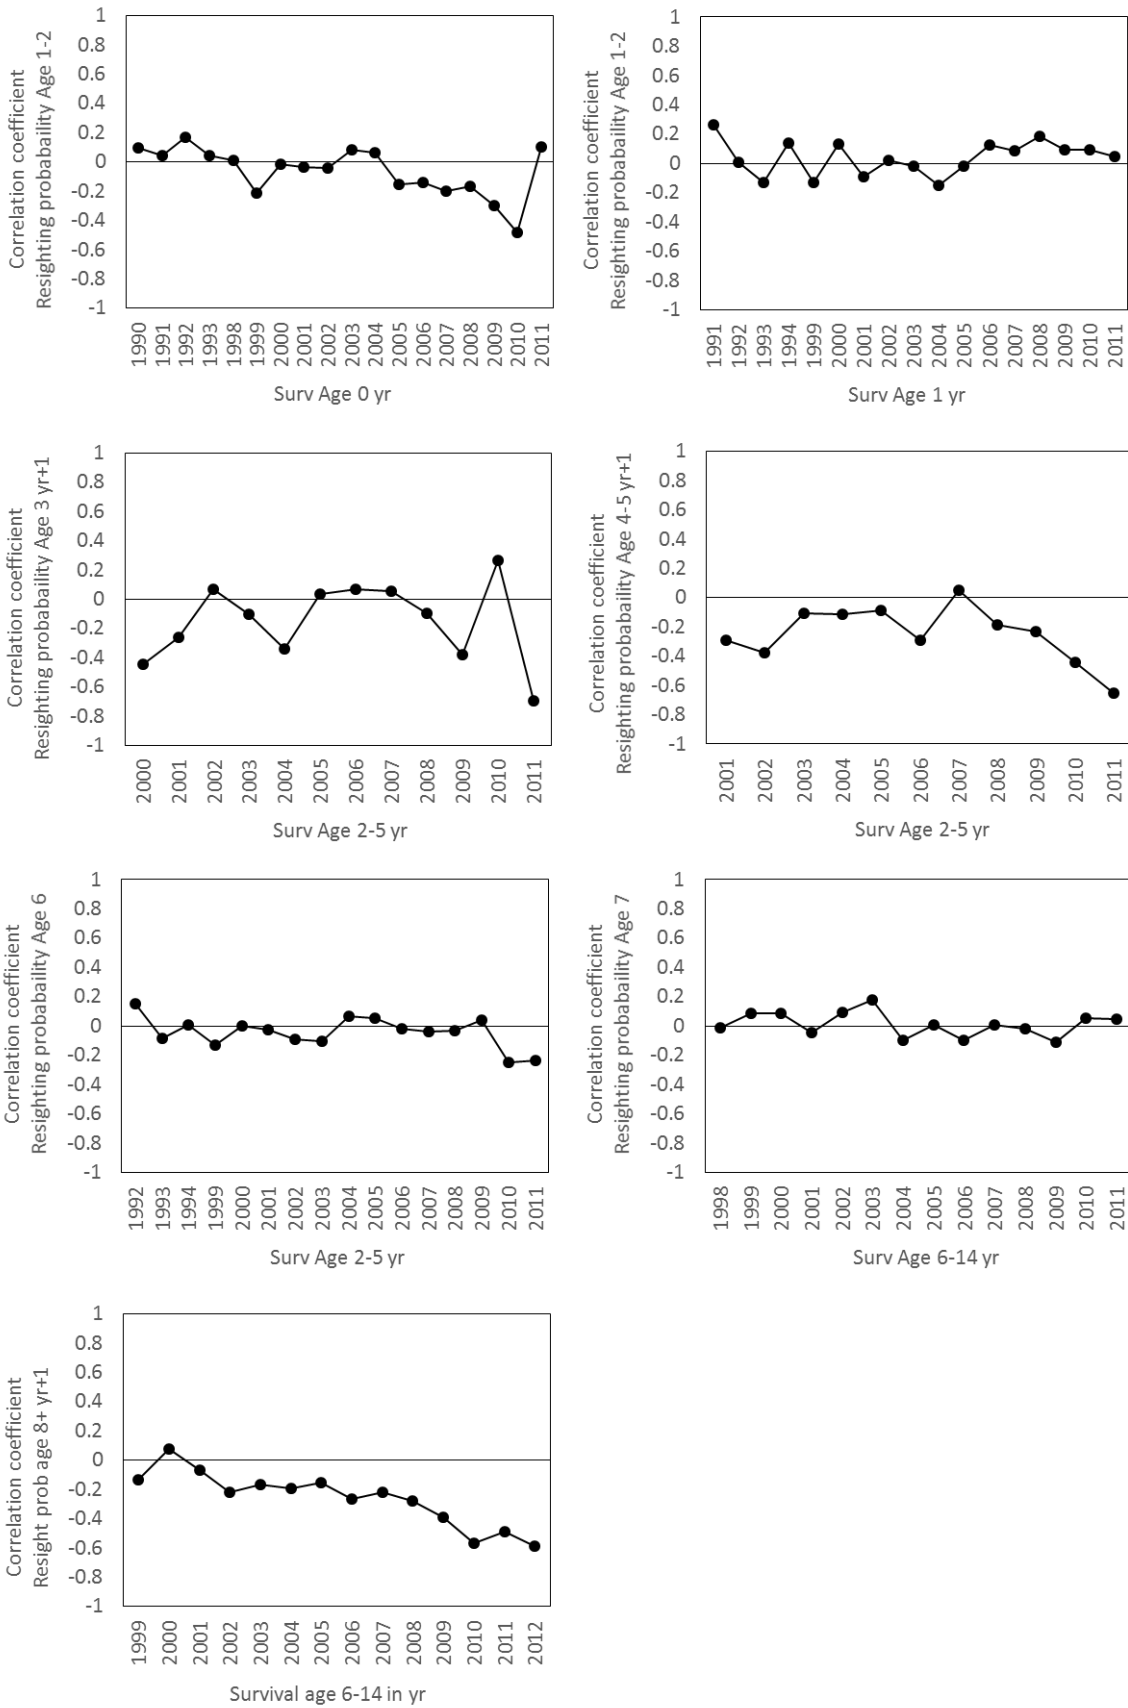 Correlation coefficient
Resighting probabaility Age 1-2
1
0.8
0.6
0.4
0.2
0
-0.2
-0.4
-0.6
-0.8
-1
1990 1991 1992 1993 1998 1999 2000 2001 2002 2003 2004 2005 2006 2007 2008 2009 2010 2011
Surv Age 0 yr
Correlation coefficient
Resighting probabaility Age 1-2
1
0.8
0.6
0.4
0.2
0
-0.2
-0.4
-0.6
-0.8
-1
1991 1992 1993 1994 1999 2000 2001 2002 2003 2004 2005 2006 2007 2008 2010 2011
Surv Age 1 yr
Correlation coefficient
Resighting probabaility Age 3 yr+1
1
0.8
0.6
0.4
0.2
0
-0.2
-0.4
-0.6
-0.8
-1
2000 2001 2002 2003 2004 2005 2006 2007 2008 2009 2010 2011
Surv Age 2-5 yr
Correlation coefficient
Resighting probabaility Age 4-5 yr+1
1
0.8
0.6
0.4
0.2
0
-0.2
-0.4
-0.6
-0.8
-1
2001 2002 2003 2004 2005 2006 2007 2008 2009 2010 2011
Surv Age 2-5 yr
Correlation coefficient
Resighting probabaility Age 6
1
0.8
0.6
0.4
0.2
0
-0.2
-0.4
-0.6
-0.8
-1
1992 1993 1994 1999 2000 2001 2002 2003 2004 2005 2006 2007 2008 2009 2010 2011
Surv Age 2-5 yr
Correlation coefficient
Resighting probabaility Age 7
1
0.8
0.6
0.4
0.2
0
-0.2
-0.4
-0.6
-0.8
-1
1998 1999 2000 2001 2002 2003 2004 2005 2006 2007 2008 2009 2010 2011
Surv Age 6-14 yr
Correlation coefficient
Resight prob age 8+ yr+1
1
0.8
0.6
0.4
0.2
0
-0.2
-0.4
-0.6
-0.8
-1
1999 2000 2001 2002 2003 2004 2005 2006 2007 2008 2009 2010 2011 2012
Survival age 6-14 in yr